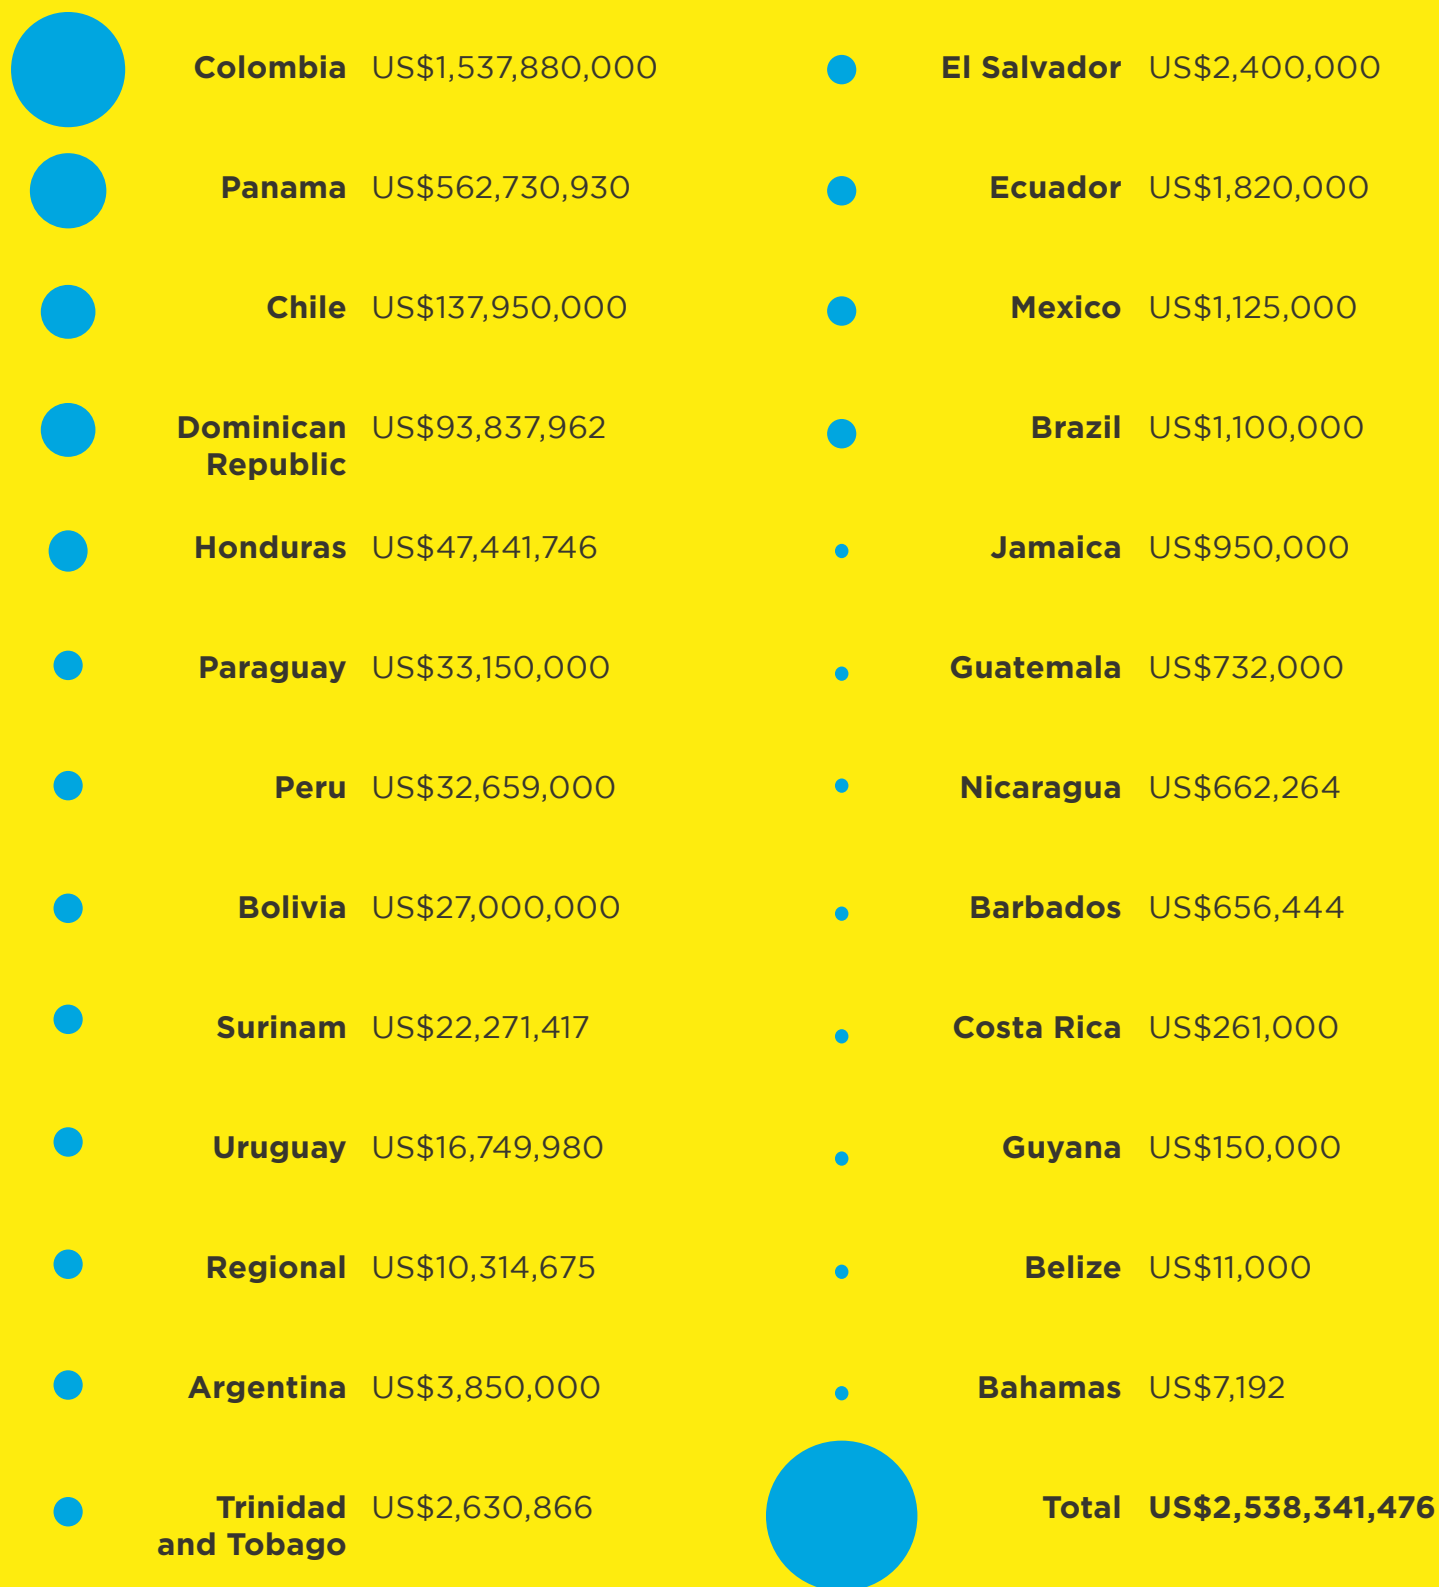 Colombia US$1,537,880,000
Panama US$562,730,930
Chile US$137,950,000
Dominican US$93,837,962
Republic
Honduras US$47,441,746
Paraguay US$33,150,000
Peru US$32,659,000
Bolivia US$27,000,000
Surinam US$22,271,417
Uruguay US$16,749,980
Regional US$10,314,675
Argentina US$3,850,000
Trinidad US$2,630,866
and Tobago
El Salvador US$2,400,000
Ecuador US$1,820,000
Mexico US$1,125,000
Brazil US$1,100,000
Jamaica US$950,000
Guatemala US$732,000
Nicaragua US$662,264
Barbados US$656,444
Costa Rica US$261,000
Guyana US$150,000
Belize US$11,000
Bahamas US$7,192
Total US$2,538,341,476